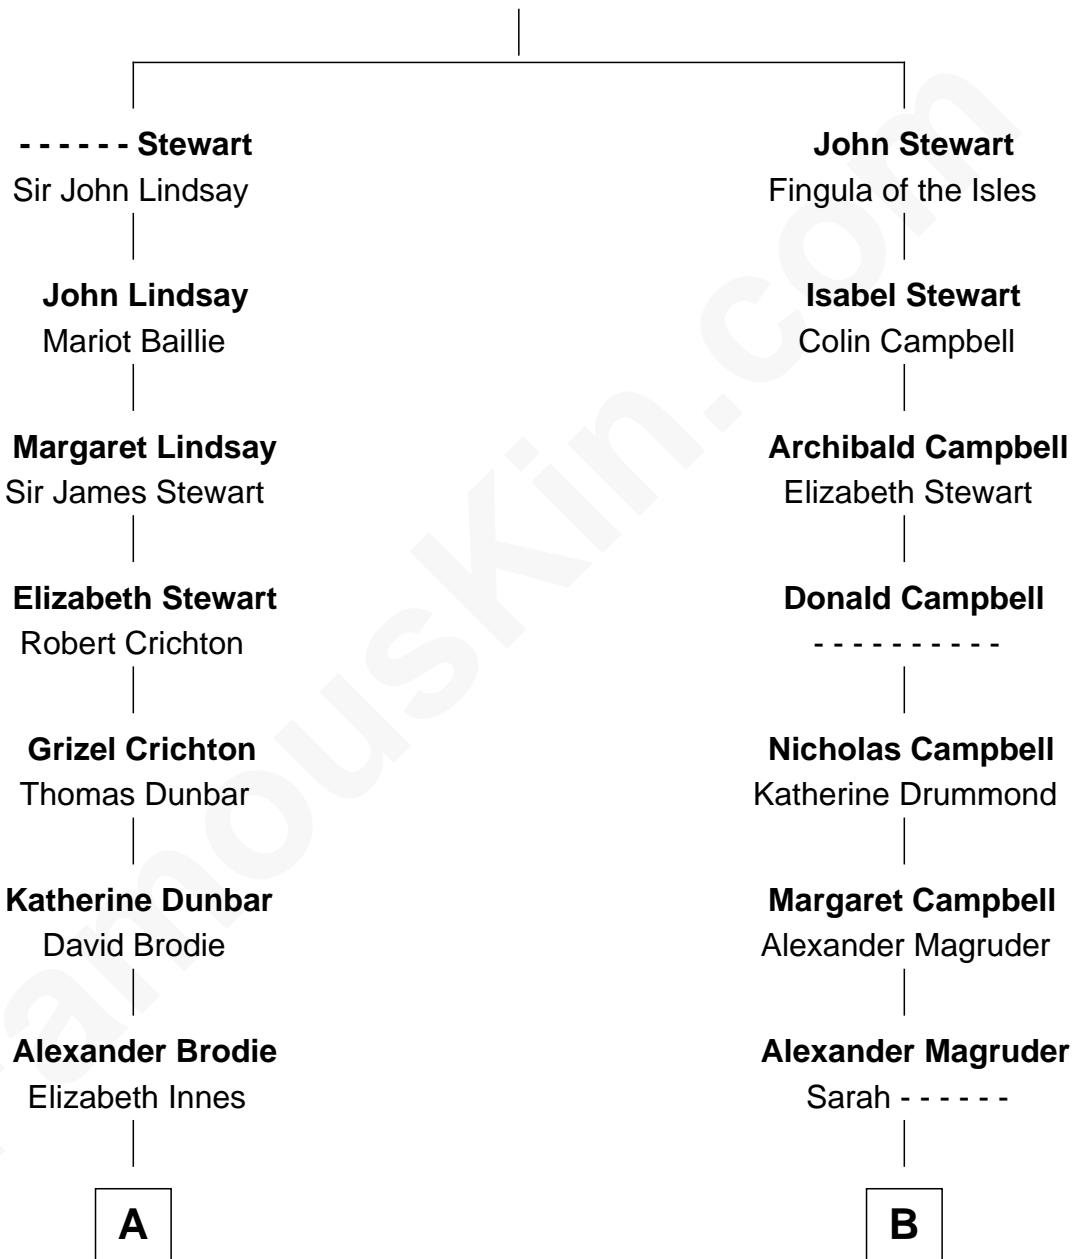 - - - - - - Stewart
Sir John Lindsay
John Stewart
Fingula of the Isles
John Lindsay
Mariot Baillie
Isabel Stewart
Colin Campbell
Margaret Lindsay
Sir James Stewart
Archibald Campbell
Elizabeth Stewart
Elizabeth Stewart
Robert Crichton
Donald Campbell
- - - - - - - - - -
Grizel Crichton
Thomas Dunbar
Nicholas Campbell
Katherine Drummond
Katherine Dunbar
David Brodie
Margaret Campbell
Alexander Magruder
Alexander Brodie
Elizabeth Innes
Alexander Magruder
Sarah - - - - - -
A
B
FamousKin.com